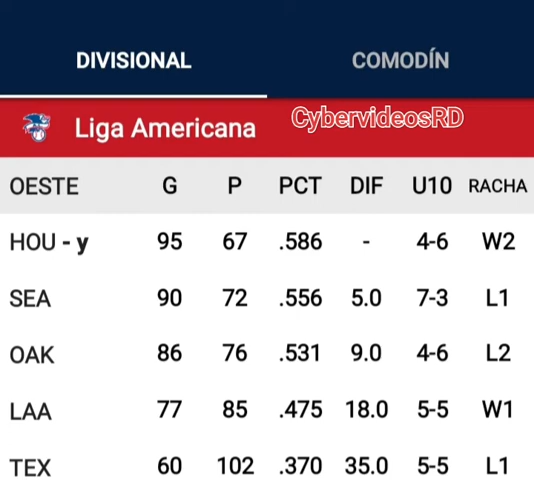 DIVISIONAL COMODÍN
Liga Americana CybervideosRD
OESTE G P PCT DIF U10 RACHA
HOU - y 95 67 .586 - 4-6 W2
SEA 90 72 .556 5.0 7-3 L1
OAK 86 76 .531 9.0 4-6 L2
LAA 77 85 .475 18.0 5-5 W1
TEX 60 102 .370 35.0 5-5 L1